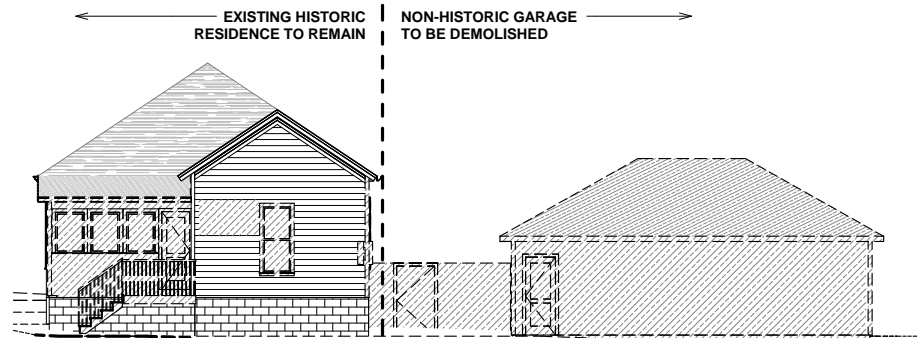 EXISTING HISTORIC
RESIDENCE TO REMAIN
NON-HISTORIC GARAGE
TO BE DEMOLISHED